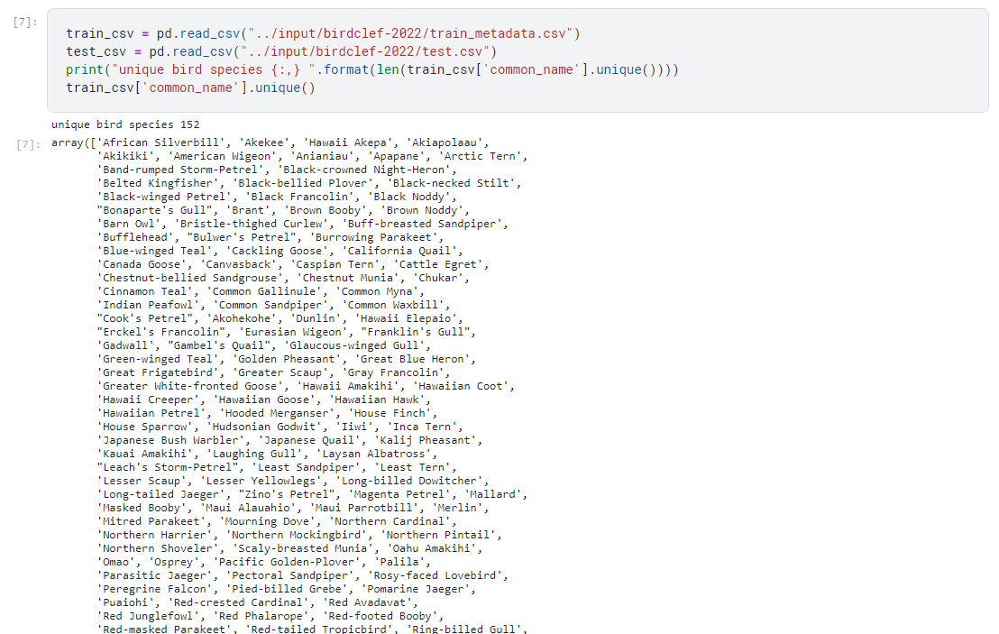 [7]:
train_csv = pd.read_csv("../input/birdclef-2022/train_metadata.csv")
test_csv = pd.read_csv("../input/birdclef-2022/test.csv")
print("unique bird species {:,} ".format(len(train_csv['common_name'].unique())))
train_csv['common_name'].unique()
unique bird species 152
[7]: array(['African Silverbill', 'Akekee', 'Hawaii Akepa', 'Akiapolaau',
'Akikiki', 'American Wigeon', 'Anianiau', 'Apapane', 'Arctic Tern',
'Band-rumped Storm-Petrel', 'Black-crowned Night-Heron',
'Belted Kingfisher', 'Black-bellied Plover', 'Black-necked Stilt',
'Black-winged Petrel', 'Black Francolin', 'Black Noddy',
"Bonaparte's Gull", 'Brant', 'Brown Booby', 'Brown Noddy',
'Barn Owl', 'Bristle-thighed Curlew', 'Buff-breasted Sandpiper',
'Bufflehead', "Bulwer's Petrel", 'Burrowing Parakeet',
'Blue-winged Teal', 'Cackling Goose', 'California Quail',
'Canada Goose', 'Canvasback', 'Caspian Tern', 'Cattle Egret',
'Chestnut-bellied Sandgrouse', 'Chestnut Munia', 'Chukar',
'Cinnamon Teal', 'Common Gallinule', 'Common Myna',
'Indian Peafowl', 'Common Sandpiper', 'Common Waxbill',
"Cook's Petrel", 'Akohekohe', 'Dunlin', 'Hawaii Elepaio',
"Erckel's Francolin", 'Eurasian Wigeon', "Franklin's Gull",
'Gadwall', "Gambel's Quail", 'Glaucous-winged Gull',
'Green-winged Teal', 'Golden Pheasant', 'Great Blue Heron',
'Great Frigatebird', 'Greater Scaup', 'Gray Francolin',
'Greater White-fronted Goose', 'Hawaii Amakihi', 'Hawaiian Coot',
'Hawaii Creeper', 'Hawaiian Goose', 'Hawaiian Hawk',
'Hawaiian Petrel', 'Hooded Merganser', 'House Finch',
'House Sparrow', 'Hudsonian Godwit', 'Iiwi', 'Inca Tern',
'Japanese Bush Warbler', 'Japanese Quail', 'Kalij Pheasant',
'Kauai Amakihi', 'Laughing Gull', 'Laysan Albatross',
"Leach's Storm-Petrel", 'Least Sandpiper', 'Least Tern',
'Lesser Scaup', 'Lesser Yellowlegs', 'Long-billed Dowitcher',
'Long-tailed Jaeger', "Zino's Petrel", 'Magenta Petrel', 'Mallard',
'Masked Booby', 'Maui Alauahio', 'Maui Parrotbill', 'Merlin',
'Mitred Parakeet', 'Mourning Dove', 'Northern Cardinal',
'Northern Harrier', 'Northern Mockingbird', 'Northern Pintail',
'Northern Shoveler', 'Scaly-breasted Munia', 'Oahu Amakihi',
'Omao', 'Osprey', 'Pacific Golden-Plover', 'Palila',
'Parasitic Jaeger', 'Pectoral Sandpiper', 'Rosy-faced Lovebird',
'Peregrine Falcon', 'Pied-billed Grebe', 'Pomarine Jaeger',
'Puaiohi', 'Red-crested Cardinal', 'Red Avadavat',
'Red Junglefowl', 'Red Phalarope', 'Red-footed Booby',
'Red-masked Parakeet', 'Red-tailed Tropicbird', 'Ring-billed Gull',